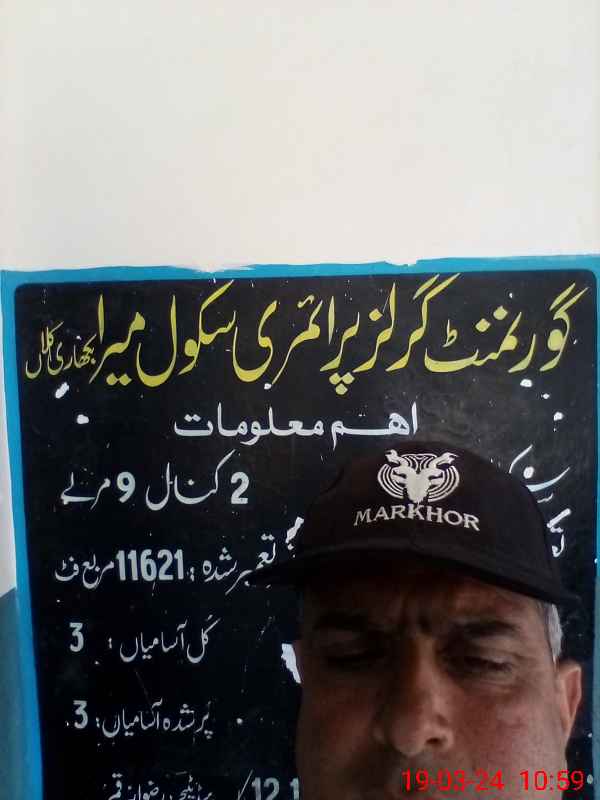 گورنمنٹ گرلز پرائمری سکول میرا بھاری کلاں
اہم معلومات
2 کنال 9 مرلے
تعمیر شدہ: 11621 مربع فٹ
کل آسامیاں: 3
پر شدہ آسامیاں: 3
MARKHOR
19-03-24 10:59